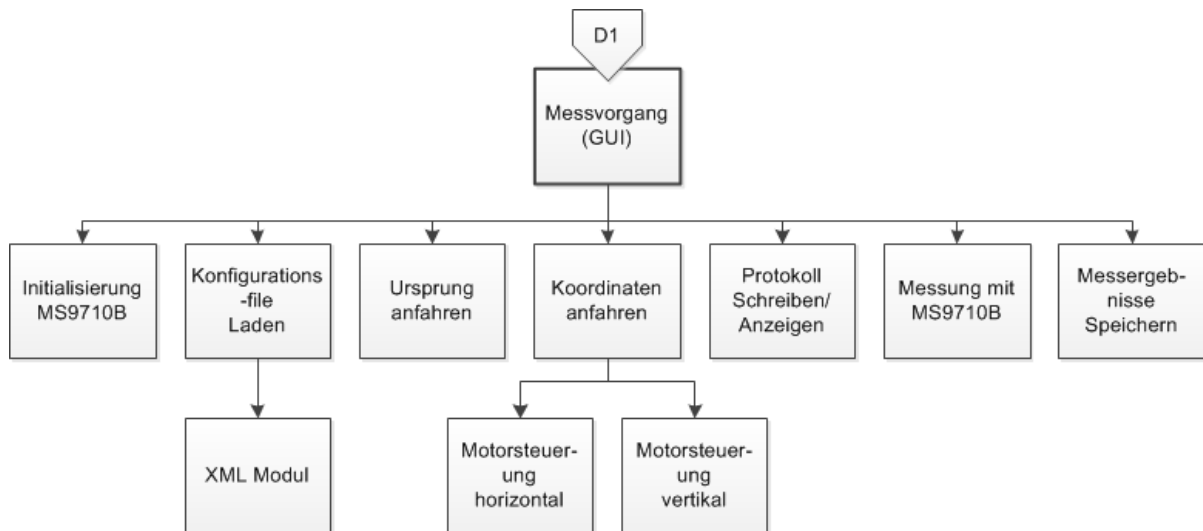 D1
Messvorgang
(GUI)
Initialisierung
MS9710B
Konfigurations
-file
Laden
Ursprung
anfahren
Koordinaten
anfahren
Protokoll
Schreiben/
Anzeigen
Messung mit
MS9710B
Messergeb-
nisse
Speichern
XML Modul
Motorsteuer-
ung
horizontal
Motorsteuer-
ung
vertikal